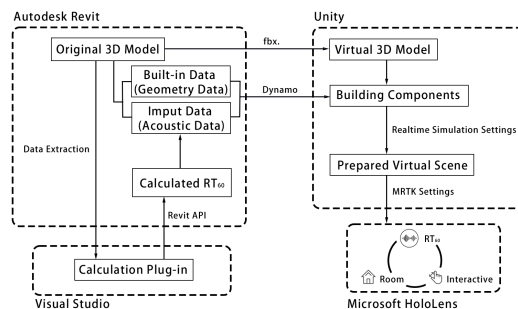 Autodesk Revit
Unity
Original 3D Model
fbx.
Virtual 3D Model
Built-in Data
(Geometry Data)
Dynamo
Building Components
Imput Data
(Acoustic Data)
Realtime Simulation Settings
Data Extraction
Calculated RT60
Prepared Virtual Scene
MRTK Settings
Revit API
RT60
Calculation Plug-in
Room
Interactive
Visual Studio
Microsoft HoloLens